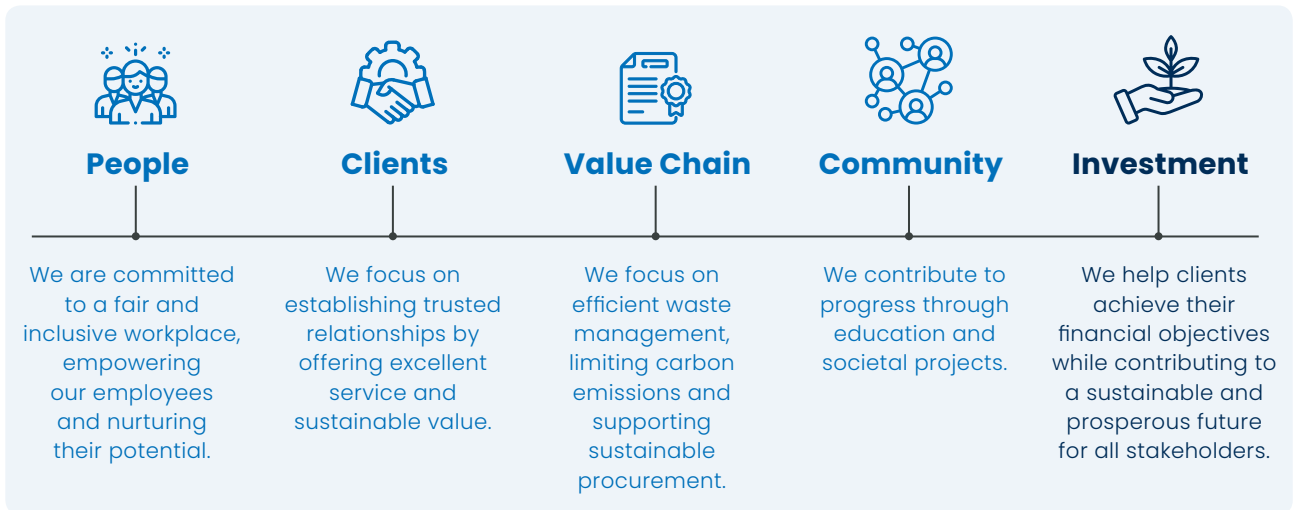 People
Clients
Value Chain
Community
Investment
We are committed
to a fair and
inclusive workplace,
empowering
our employees
and nurturing
their potential.
We focus on
establishing trusted
relationships by
offering excellent
service and
sustainable value.
We focus on
efficient waste
management,
limiting carbon
emissions and
supporting
sustainable
procurement.
We contribute to
progress through
education and
societal projects.
We help clients
achieve their
financial objectives
while contributing to
a sustainable and
prosperous future
for all stakeholders.